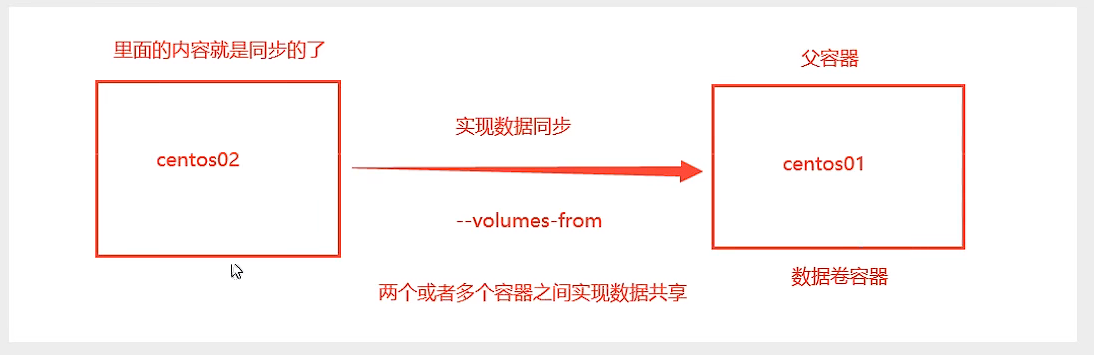 里面的内容就是同步的了
父容器
实现数据同步
centos02
centos01
--volumes-from
数据卷容器
两个或者多个容器之间实现数据共享